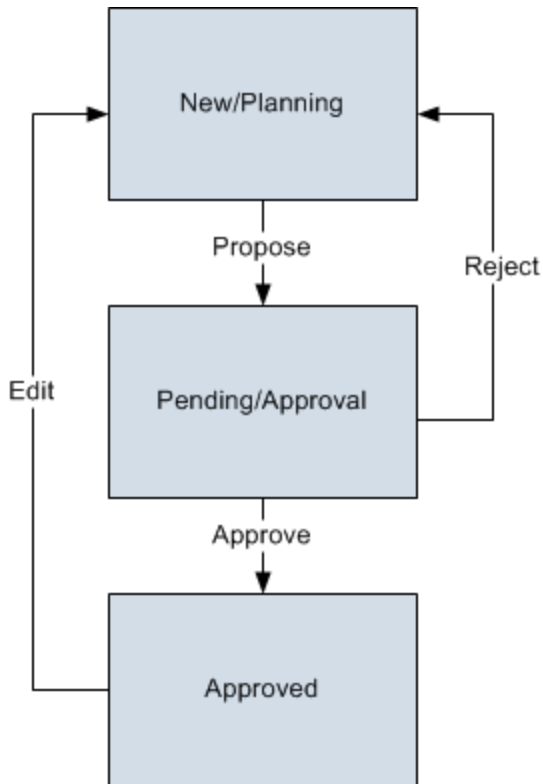 New/Planning
Propose
Reject
Pending/Approval
Edit
Approve
Approved